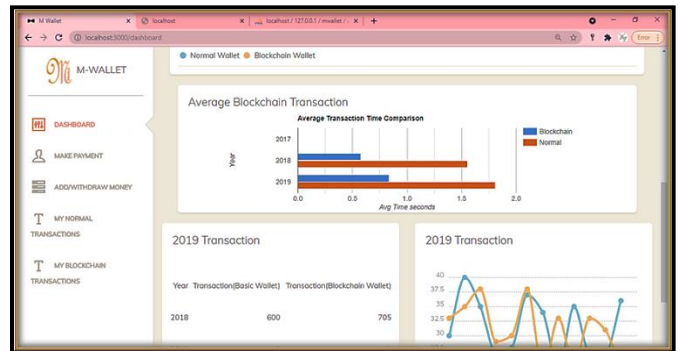 M Wallet
localhost
localhost / 127.0.0.1 / mwallet /
localhost:3000/dashboard
Error
M-WALLET
DASHBOARD
MAKE PAYMENT
ADD/WITHDRAW MONEY
MY NORMAL
TRANSACTIONS
MY BLOCKCHAIN
TRANSACTIONS
Normal Wallet Blockchain Wallet
Average Blockchain Transaction
Average Transaction Time Comparison
Blockchain
Normal
Year
2017
2018
2019
0.0 0.5 1.0 1.5 2.0
Avg Time seconds
2019 Transaction
Year Transaction(Basic Wallet) Transaction(Blockchain Wallet)
2018 600 705
2019 Transaction
40
37.5
35
32.5
30